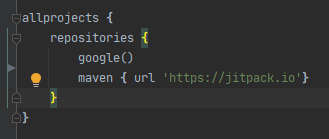 allprojects {
    repositories {
        google()
        maven { url 'https://jitpack.io'}
    }
}